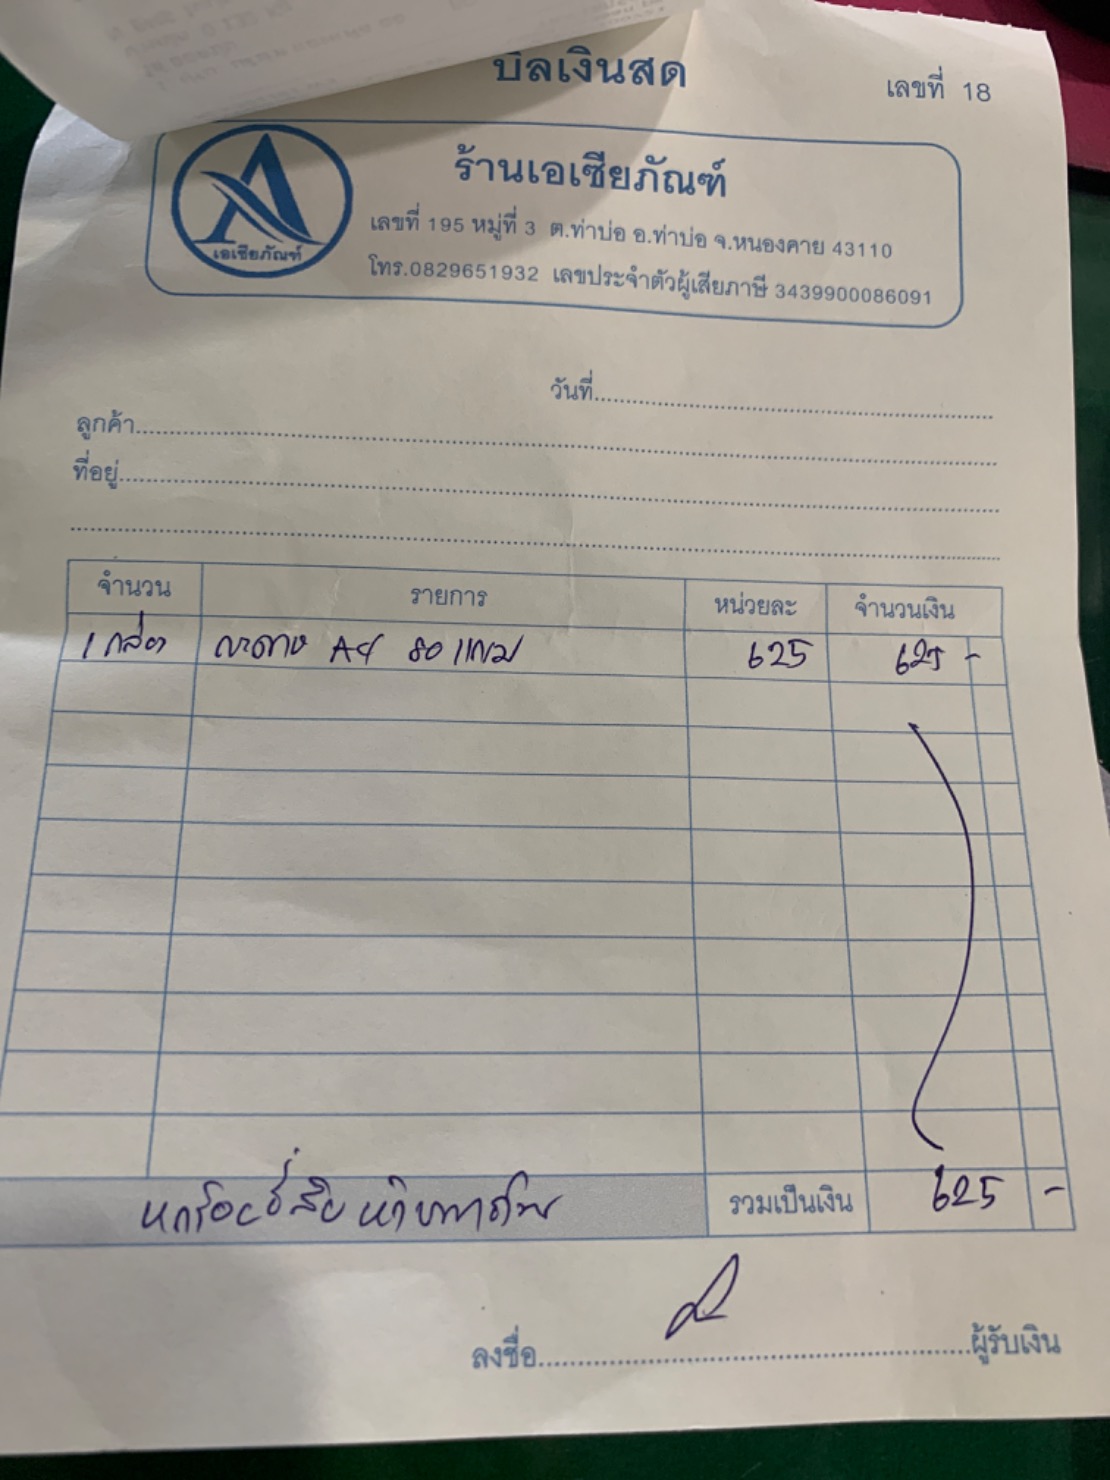 บิลเงินสด
เลขที่ 18
ร้านเอเซียภัณฑ์
เลขที่ 195 หมู่ที่ 3 ต.ท่าบ่อ อ.ท่าบ่อ จ.หนองคาย 43110
โทร.0829651932 เลขประจำตัวผู้เสียภาษี 3439900086091
เอเซียภัณฑ์
วันที่
ลูกค้า
ที่อยู่
จำนวน รายการ หน่วยละ จำนวนเงิน
1 กล่อง กระดาษ A4 80 แกรม 625 625 -
หกร้อยยี่สิบห้าบาทถ้วน รวมเป็นเงิน 625 -
ลงชื่อ ผู้รับเงิน